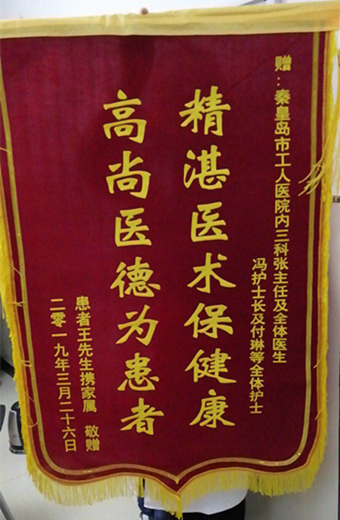 赠：秦皇岛市工人医院内三科张主任及全体医生
冯护士长及付琳等全体护士
精湛医术保健康
高尚医德为患者
患者王先生携家属 敬赠
二零一九年三月二十六日